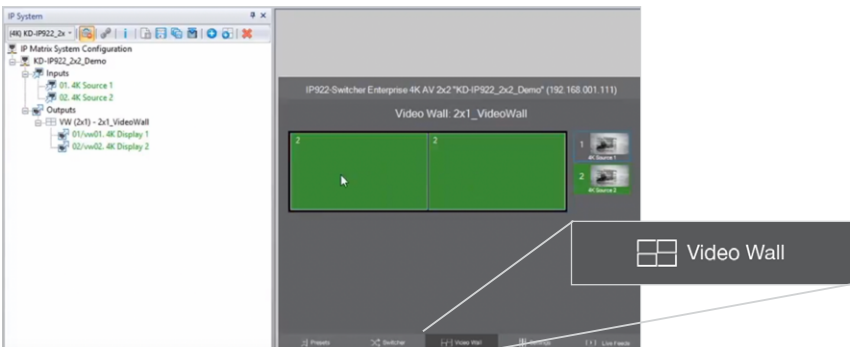 IP System
(4K) KD-IP922_2x
IP Matrix System Configuration
KD-IP922_2x2_Demo
Inputs
01. 4K Source 1
02. 4K Source 2
Outputs
VW (2x1) - 2x1_VideoWall
01/vw01. 4K Display 1
02/vw02. 4K Display 2
IP922-Switcher Enterprise 4K AV 2x2 "KD-IP922_2x2_Demo" (192.168.001.111)
Video Wall: 2x1_VideoWall
2 2
1
4K Source 1
2
4K Source 2
Video Wall
Presets Switcher Video Wall Settings Live Feeds